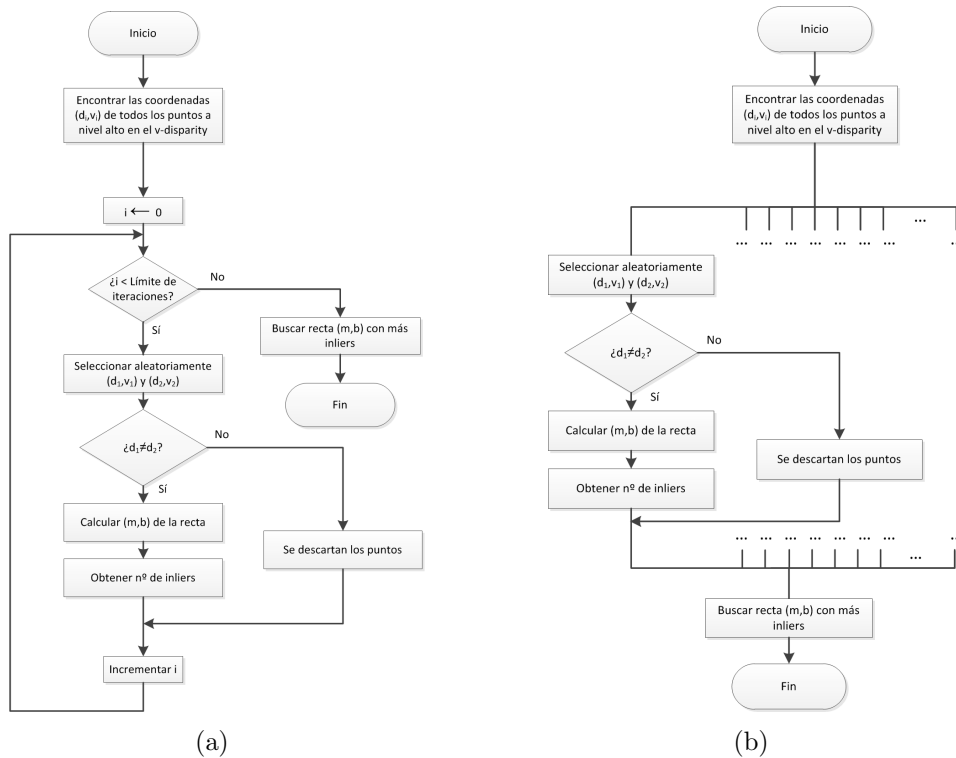 Inicio
Encontrar las coordenadas
(dᵢ,vᵢ) de todos los puntos a
nivel alto en el v-disparity
i ← 0
¿i < Límite de
iteraciones?
No
Sí
Buscar recta (m,b) con más
inliers
Fin
Seleccionar aleatoriamente
(d₁,v₁) y (d₂,v₂)
¿d₁≠d₂?
No
Sí
Calcular (m,b) de la recta
Se descartan los puntos
Obtener nº de inliers
Incrementar i
(a)
Inicio
Encontrar las coordenadas
(dᵢ,vᵢ) de todos los puntos a
nivel alto en el v-disparity
...
... ... ... ... ... ... ... ..
Seleccionar aleatoriamente
(d₁,v₁) y (d₂,v₂)
¿d₁≠d₂?
No
Sí
Calcular (m,b) de la recta
Se descartan los puntos
Obtener nº de inliers
... ... ... ... ... ... ... ..
...
Buscar recta (m,b) con más
inliers
Fin
(b)